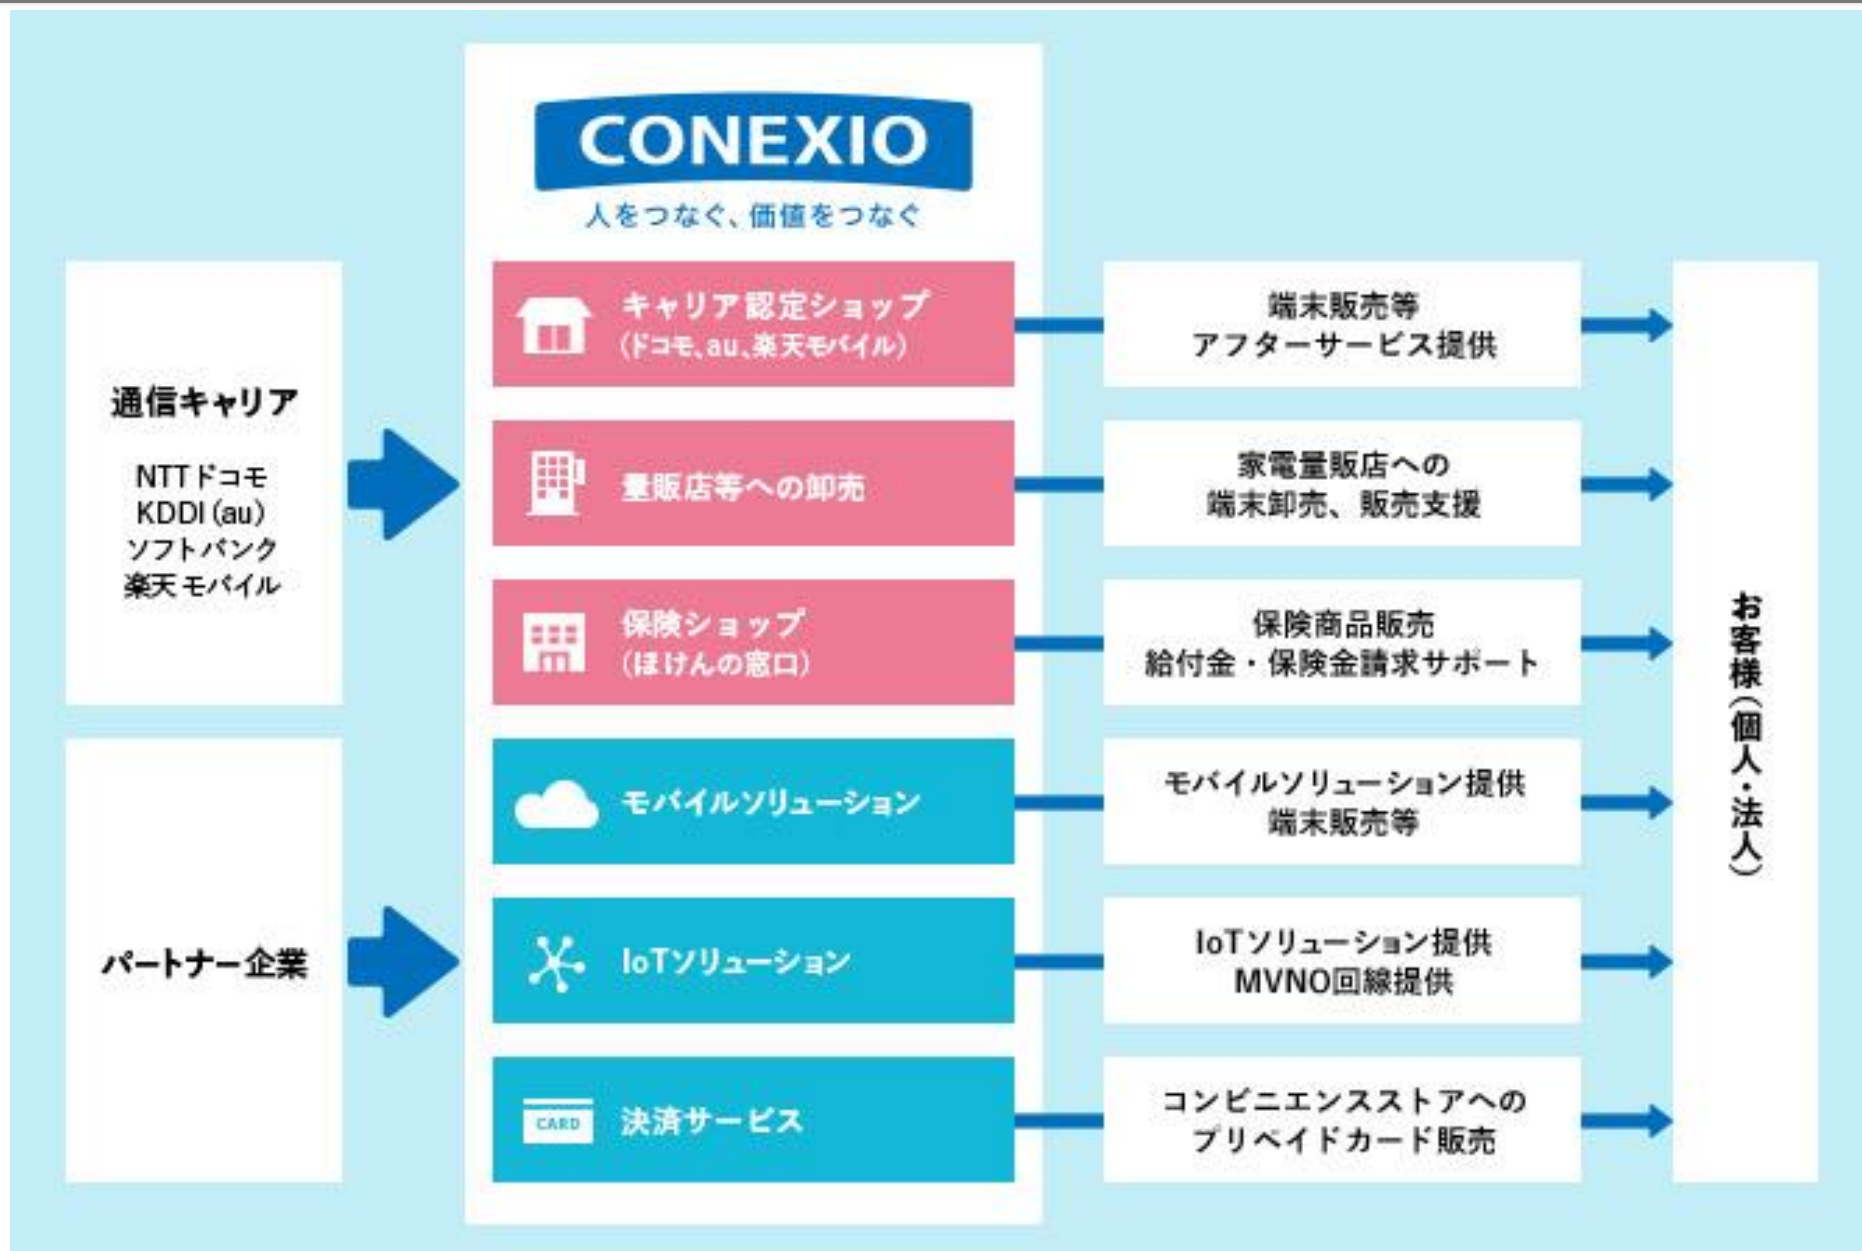 CONEXIO
人をつなぐ、価値をつなぐ
通信キャリア
NTTドコモ
KDDI(au)
ソフトバンク
楽天モバイル
パートナー企業
キャリア認定ショップ
(ドコモ、au、楽天モバイル)
端末販売等
アフターサービス提供
量販店等への卸売
家電量販店への
端末卸売、販売支援
保険ショップ
(ほけんの窓口)
保険商品販売
給付金・保険金請求サポート
モバイルソリューション
モバイルソリューション提供
端末販売等
IoTソリューション
IoTソリューション提供
MVNO回線提供
CARD
決済サービス
コンビニエンスストアへの
プリペイドカード販売
お客様(個人・法人)